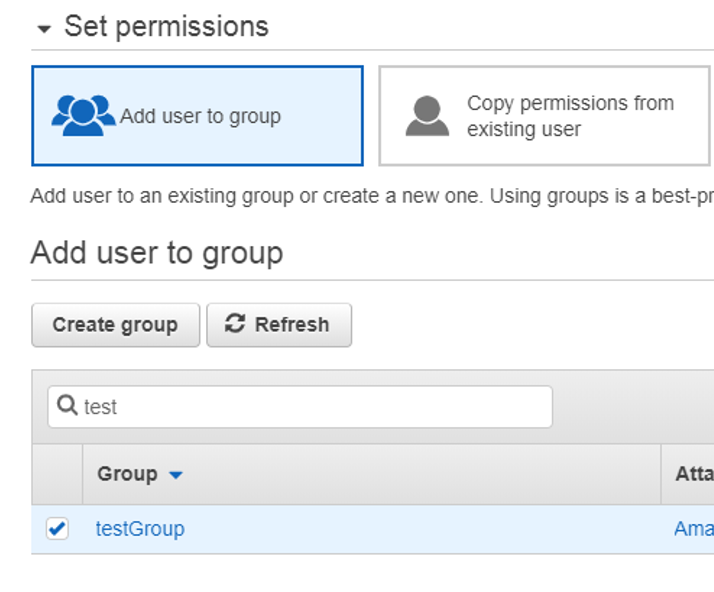 Set permissions
Add user to group
Copy permissions from
existing user
Add user to an existing group or create a new one. Using groups is a best-pr
Add user to group
Create group
Refresh
test
Group
Atta
testGroup
Ama